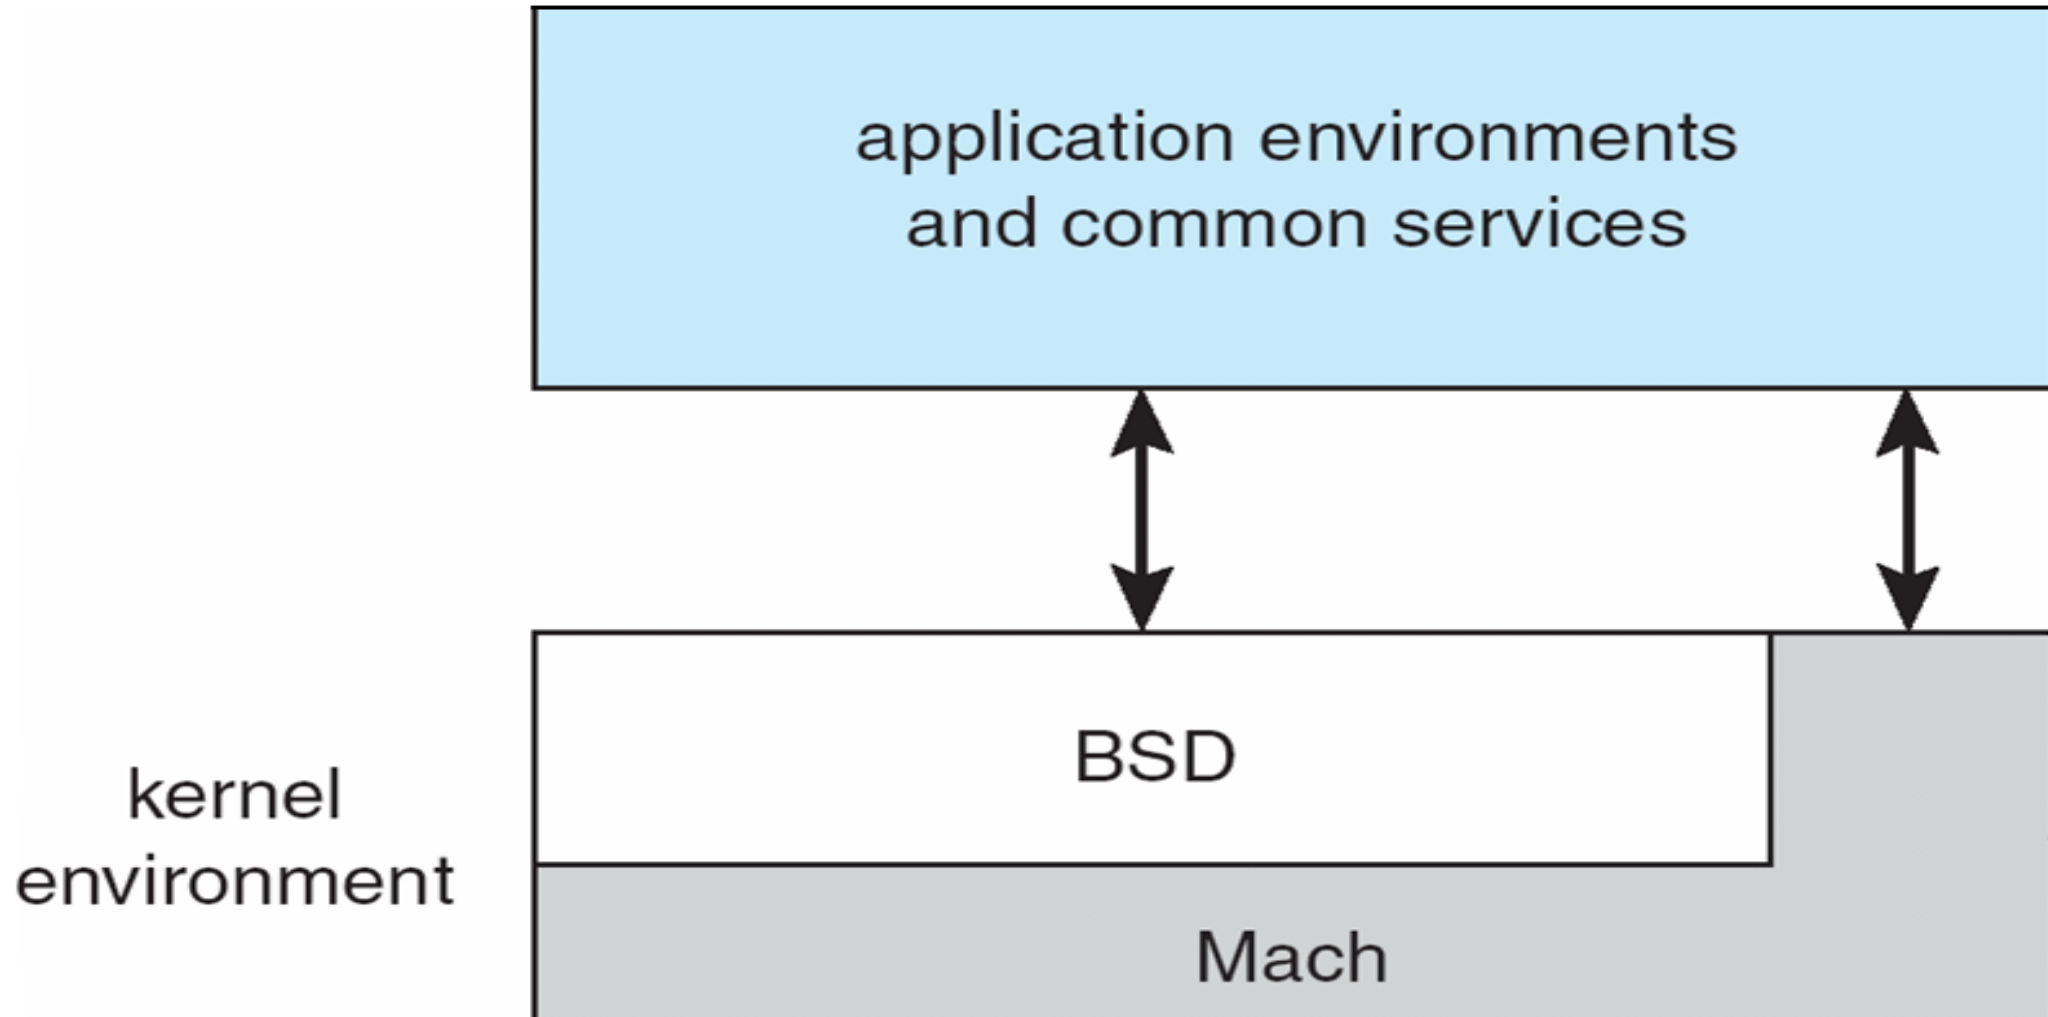 application environments
and common services
BSD
kernel
environment
Mach